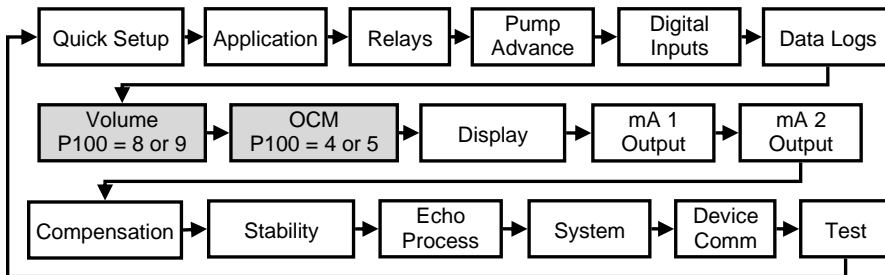 Quick Setup
Application
Relays
Pump
Advance
Digital
Inputs
Data Logs
Volume
P100 = 8 or 9
OCM
P100 = 4 or 5
Display
mA 1
Output
mA 2
Output
Compensation
Stability
Echo
Process
System
Device
Comm
Test